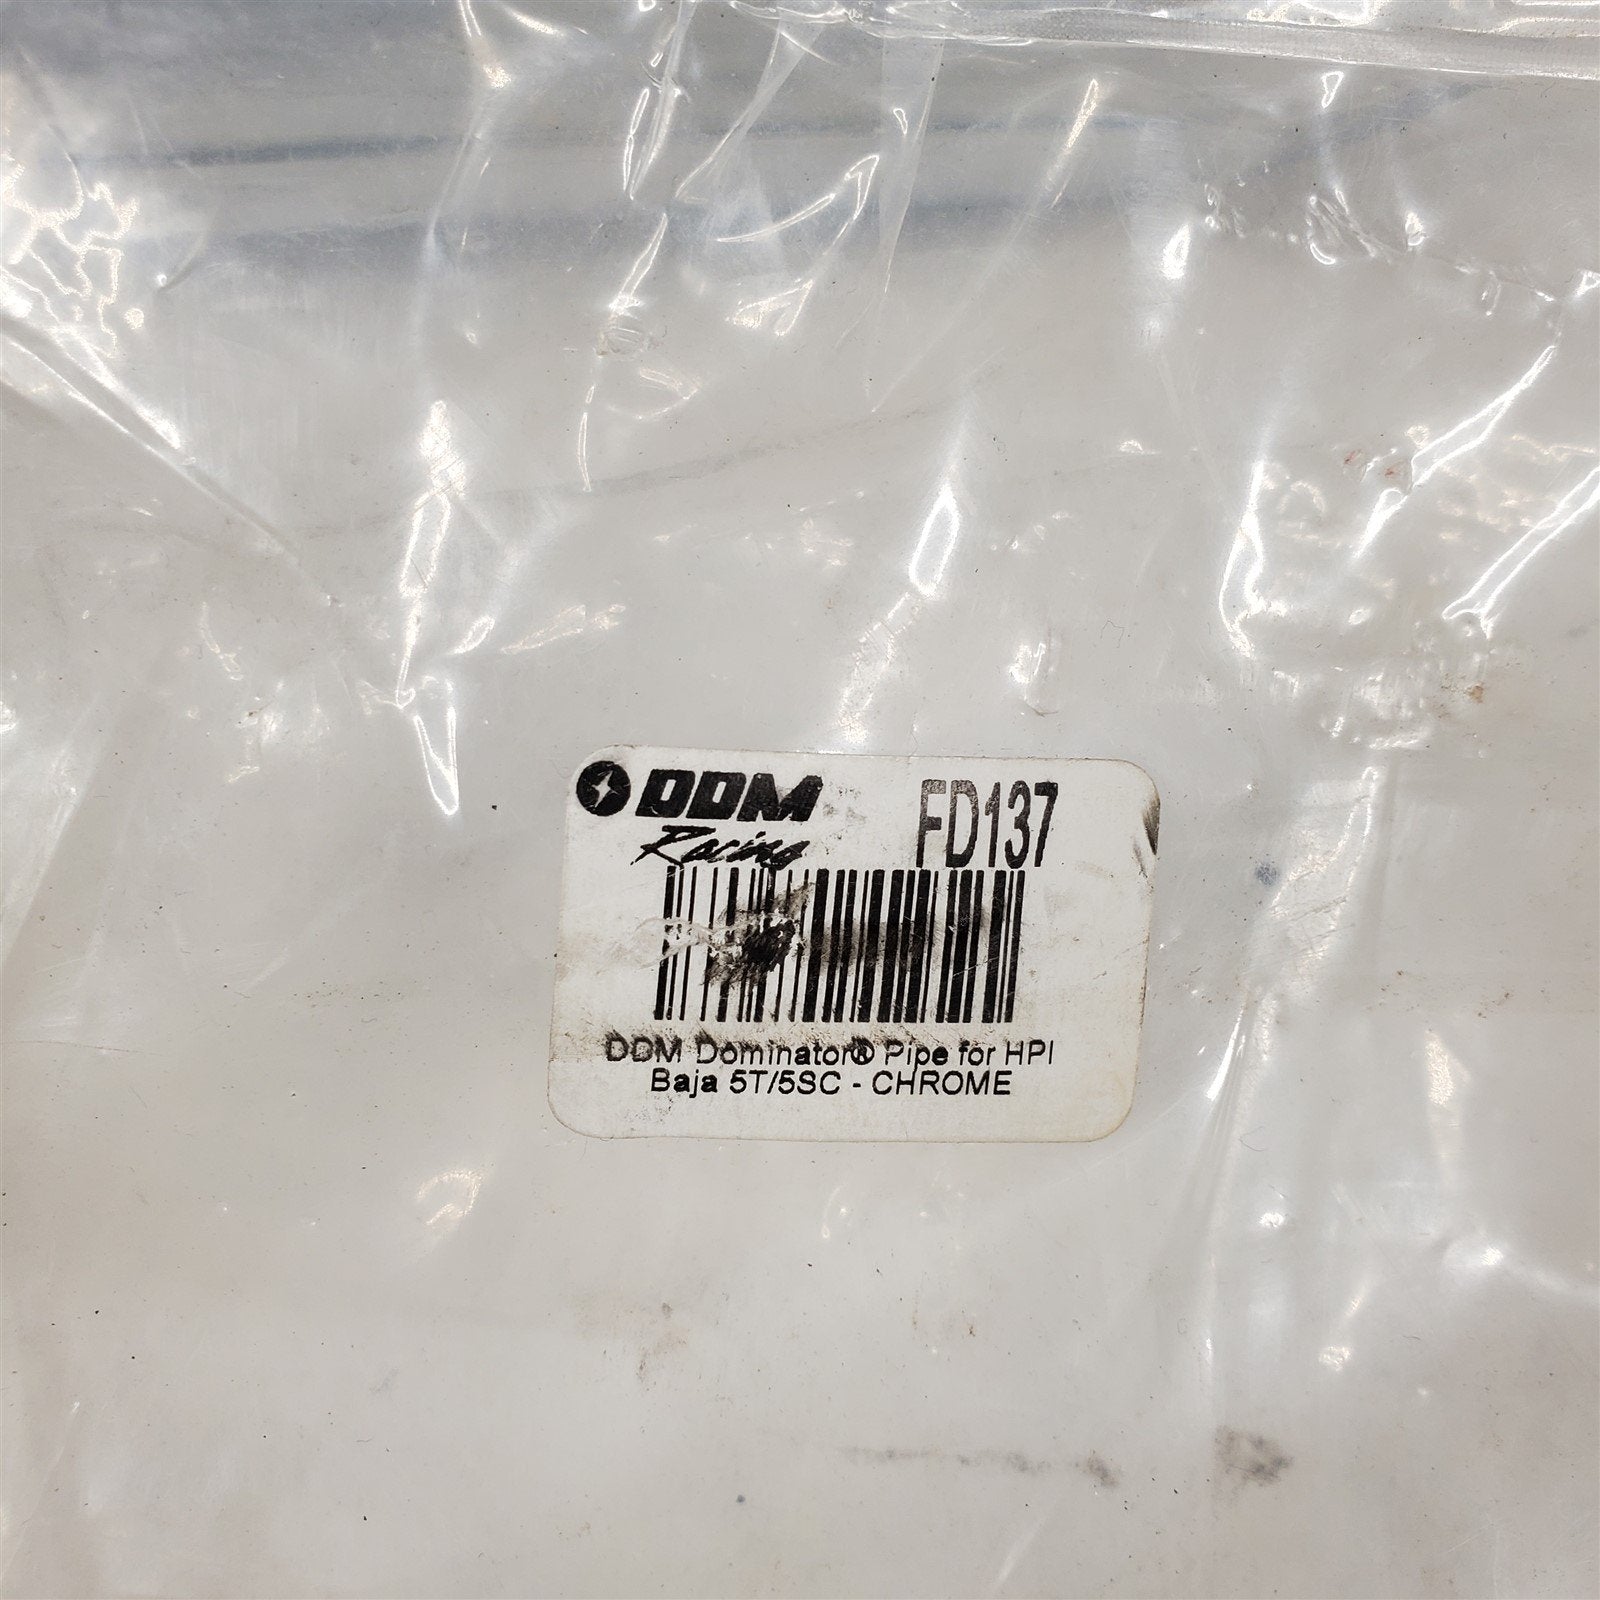 DDM FD137
Racing
DDM Dominator® Pipe for HPI
Baja 5T/5SC - CHROME